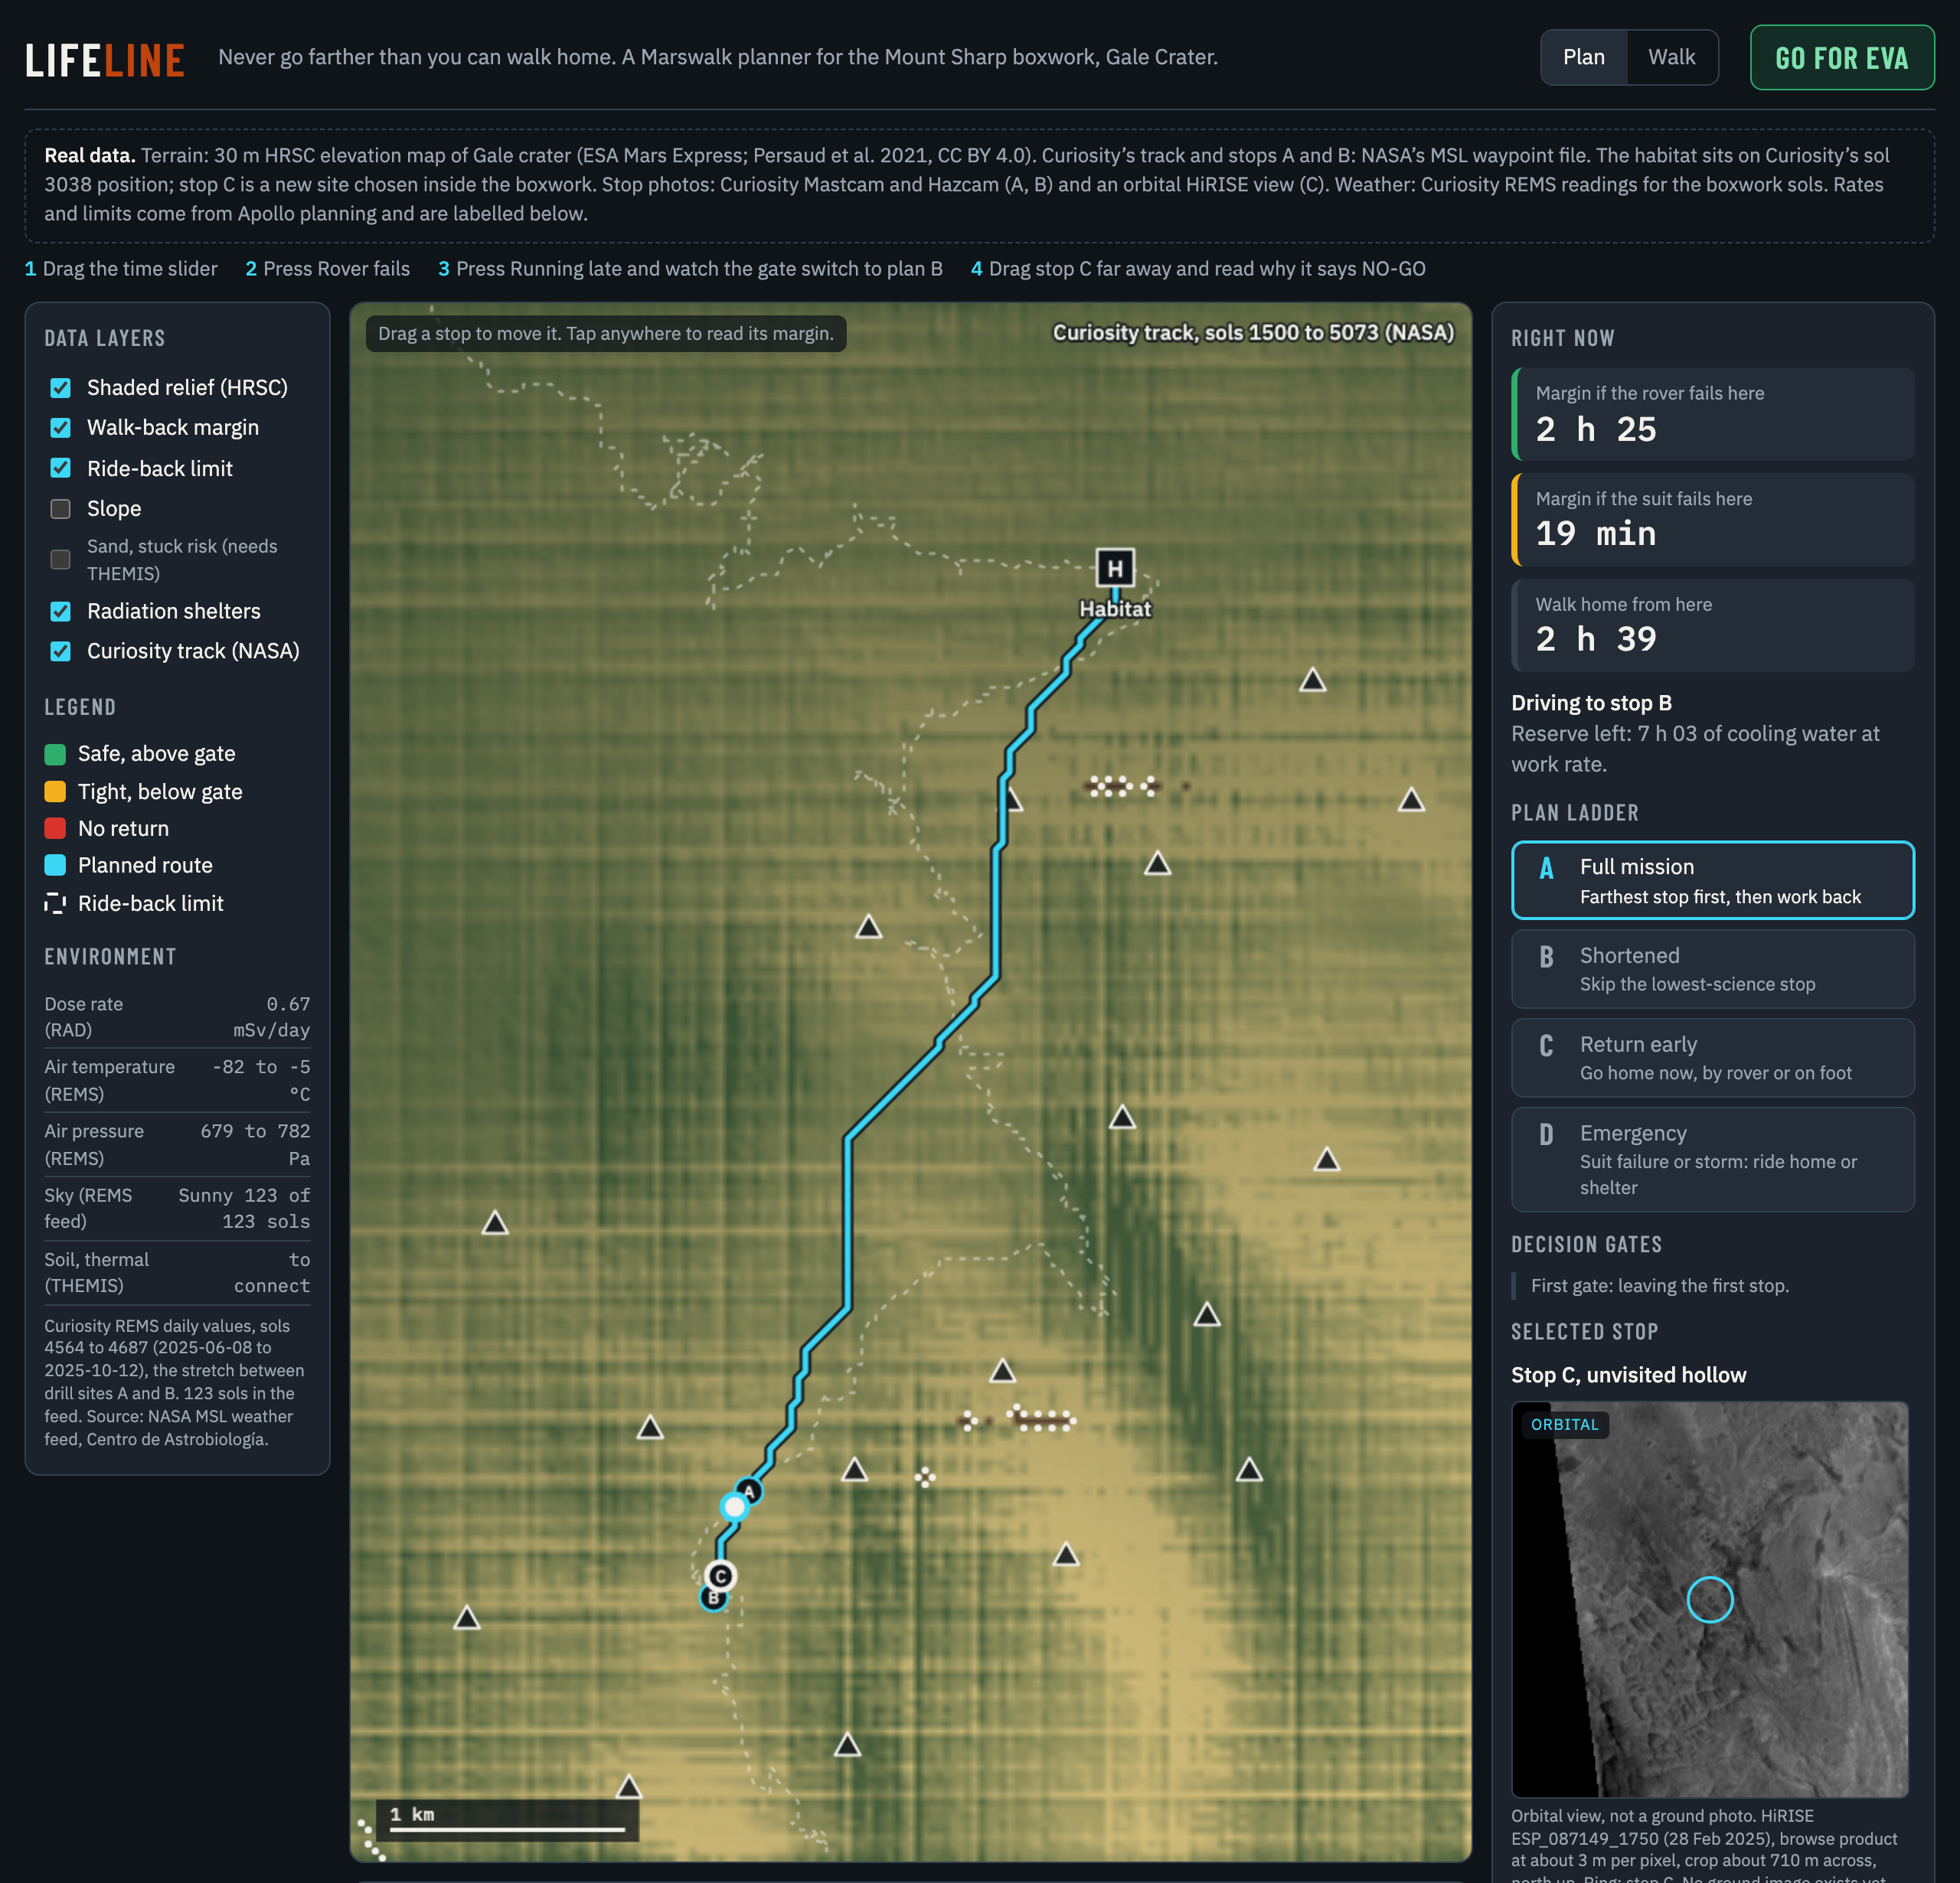 LIFELINE
Never go farther than you can walk home. A Marswalk planner for the Mount Sharp boxwork, Gale Crater.
Plan
Walk
GO FOR EVA
Real data. Terrain: 30 m HRSC elevation map of Gale crater (ESA Mars Express; Persaud et al. 2021, CC BY 4.0). Curiosity’s track and stops A and B: NASA’s MSL waypoint file. The habitat sits on Curiosity’s sol
3038 position; stop C is a new site chosen inside the boxwork. Stop photos: Curiosity Mastcam and Hazcam (A, B) and an orbital HiRISE view (C). Weather: Curiosity REMS readings for the boxwork sols. Rates
and limits come from Apollo planning and are labelled below.
1 Drag the time slider
2 Press Rover fails
3 Press Running late and watch the gate switch to plan B
4 Drag stop C far away and read why it says NO-GO
DATA LAYERS
Shaded relief (HRSC)
Walk-back margin
Ride-back limit
Slope
Sand, stuck risk (needs
THEMIS)
Radiation shelters
Curiosity track (NASA)
LEGEND
Safe, above gate
Tight, below gate
No return
Planned route
Ride-back limit
ENVIRONMENT
Dose rate 0.67
(RAD) mSv/day
Air temperature -82 to -5
(REMS) °C
Air pressure 679 to 782
(REMS) Pa
Sky (REMS Sunny 123 of
feed) 123 sols
Soil, thermal to
(THEMIS) connect
Curiosity REMS daily values, sols
4564 to 4687 (2025-06-08 to
2025-10-12), the stretch between
drill sites A and B. 123 sols in the
feed. Source: NASA MSL weather
feed, Centro de Astrobiología.
Drag a stop to move it. Tap anywhere to read its margin.
Curiosity track, sols 1500 to 5073 (NASA)
H
Habitat
A
C
B
1 km
RIGHT NOW
Margin if the rover fails here
2 h 25
Margin if the suit fails here
19 min
Walk home from here
2 h 39
Driving to stop B
Reserve left: 7 h 03 of cooling water at
work rate.
PLAN LADDER
A Full mission
Farthest stop first, then work back
B Shortened
Skip the lowest-science stop
C Return early
Go home now, by rover or on foot
D Emergency
Suit failure or storm: ride home or
shelter
DECISION GATES
First gate: leaving the first stop.
SELECTED STOP
Stop C, unvisited hollow
ORBITAL
Orbital view, not a ground photo. HiRISE
ESP_087149_1750 (28 Feb 2025), browse product
at about 3 m per pixel, crop about 710 m across,
north up. Ring: stop C. No ground image exists yet